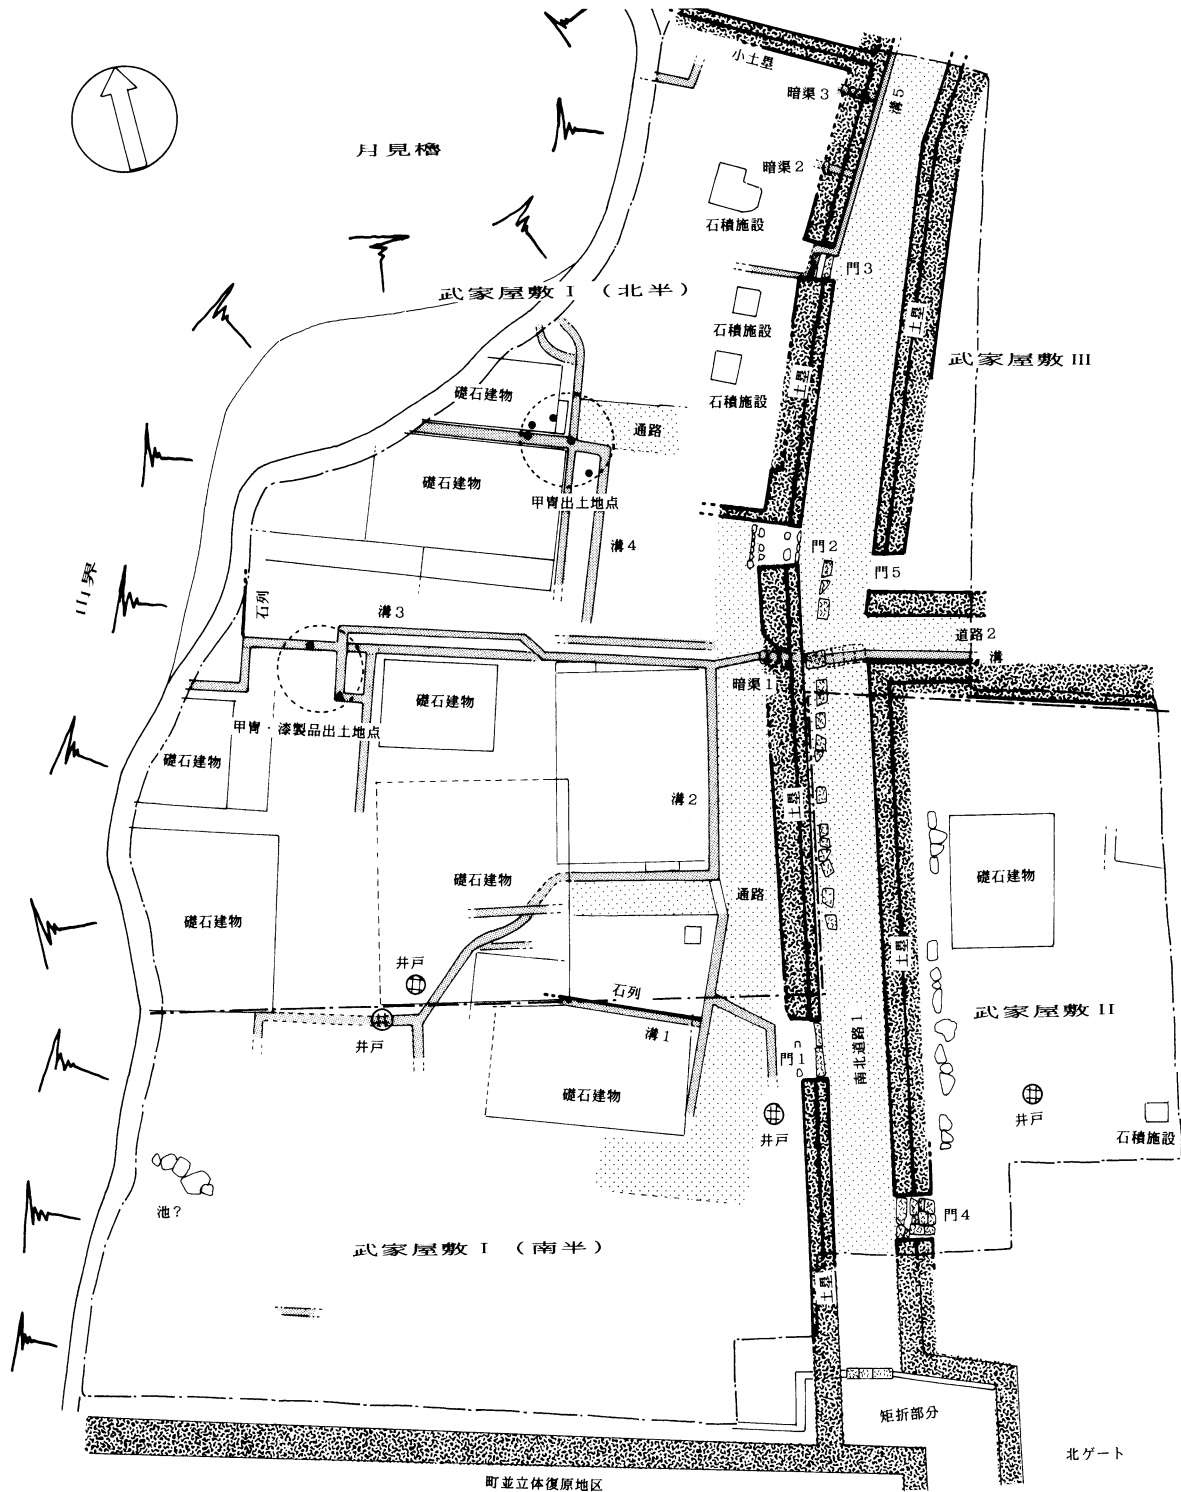 小土塁
暗渠3
溝5
月見櫓
暗渠2
石積施設
門3
武家屋敷Ⅰ（北半）
石積施設
土塁
武家屋敷Ⅲ
土塁
礎石建物
石積施設
通路
礎石建物
甲冑出土地点
溝4
門2
門5
山界
石列
溝3
道路2
溝
暗渠1
礎石建物
甲冑・漆製品出土地点
礎石建物
溝2
土塁
礎石建物
礎石建物
通路
礎石建物
土塁
井戸
石列
武家屋敷Ⅱ
溝1
井戸
門1
南北道路1
礎石建物
井戸
井戸
石積施設
池?
門4
武家屋敷Ⅰ（南半）
土塁
矩折部分
北ゲート
町並立体復原地区